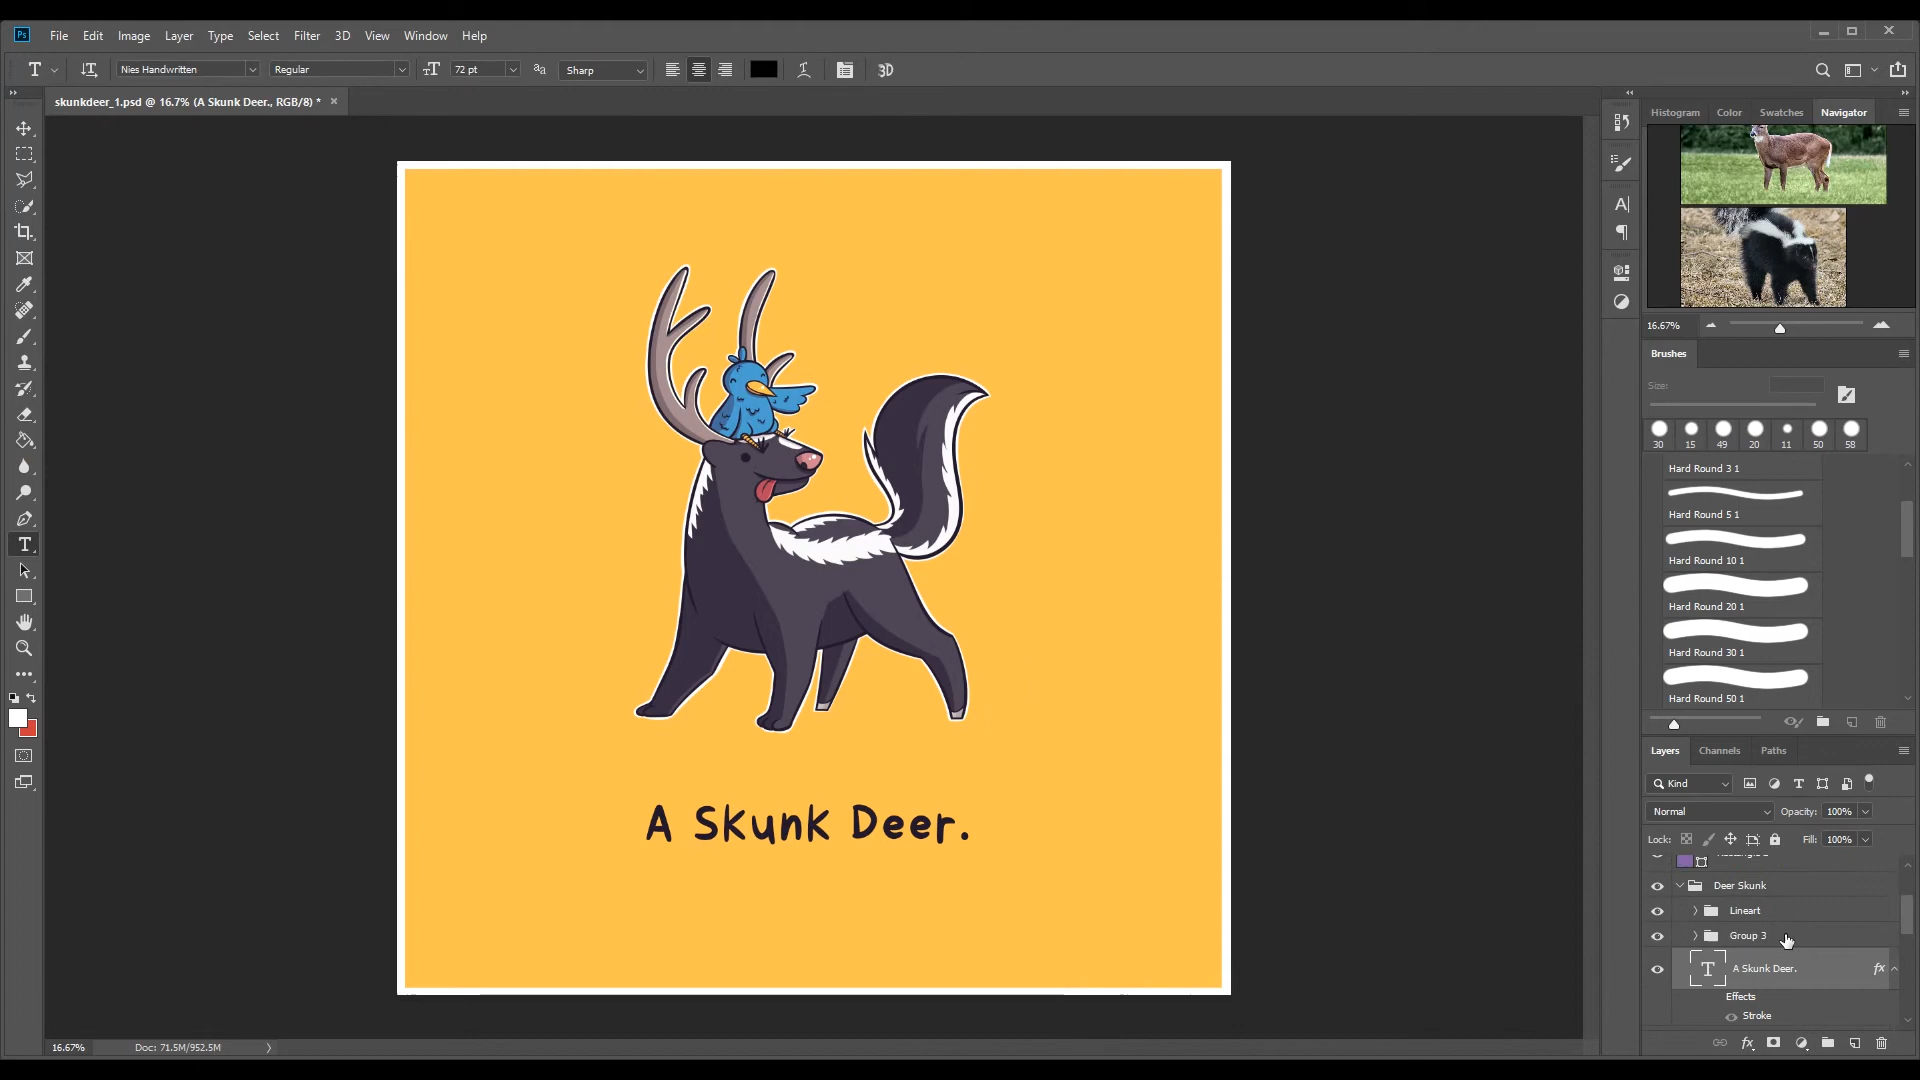 Ps File Edit Image Layer Type Select Filter 3D View Window Help
T Nies Handwritten Regular 72 pt Sharp 3D
skunkdeer_1.psd @ 16.7% (A Skunk Deer., RGB/8) * ×
Histogram Color Swatches Navigator
16.67%
Brushes
Size:
30 15 49 20 11 50 58
Hard Round 3 1
Hard Round 5 1
Hard Round 10 1
Hard Round 20 1
Hard Round 30 1
Hard Round 50 1
A Skunk Deer.
Layers Channels Paths
Kind
Normal Opacity: 100%
Lock: Fill: 100%
Deer Skunk
Lineart
Group 3
T A Skunk Deer. fx
Effects
Stroke
16.67% Doc: 71.5M/952.5M
fx